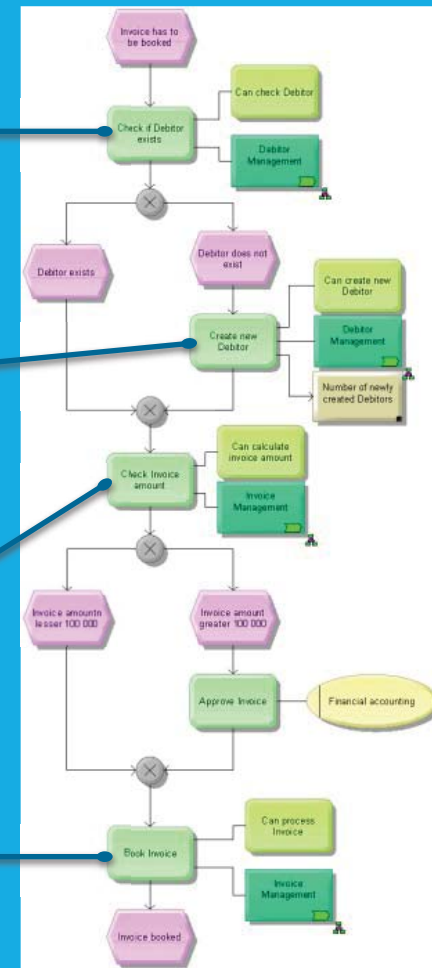 Invoice has to
be booked
Can check Debitor
Check if Debitor
exists
Debitor
Management
Debitor exists
Debitor does not
exist
Can create new
Debitor
Create new
Debitor
Debitor
Management
Number of newly
created Debitors
Can calculate
invoice amount
Check Invoice
amount
Invoice
Management
Invoice amountn
lesser 100 000
Invoice amount
greater 100 000
Approve Invoice
Financial accounting
Can process
Invoice
Book Invoice
Invoice
Management
Invoice booked